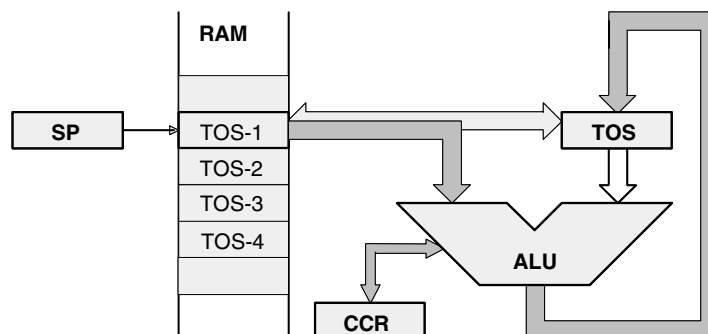 RAM
SP
TOS-1
TOS
TOS-2
TOS-3
TOS-4
ALU
CCR